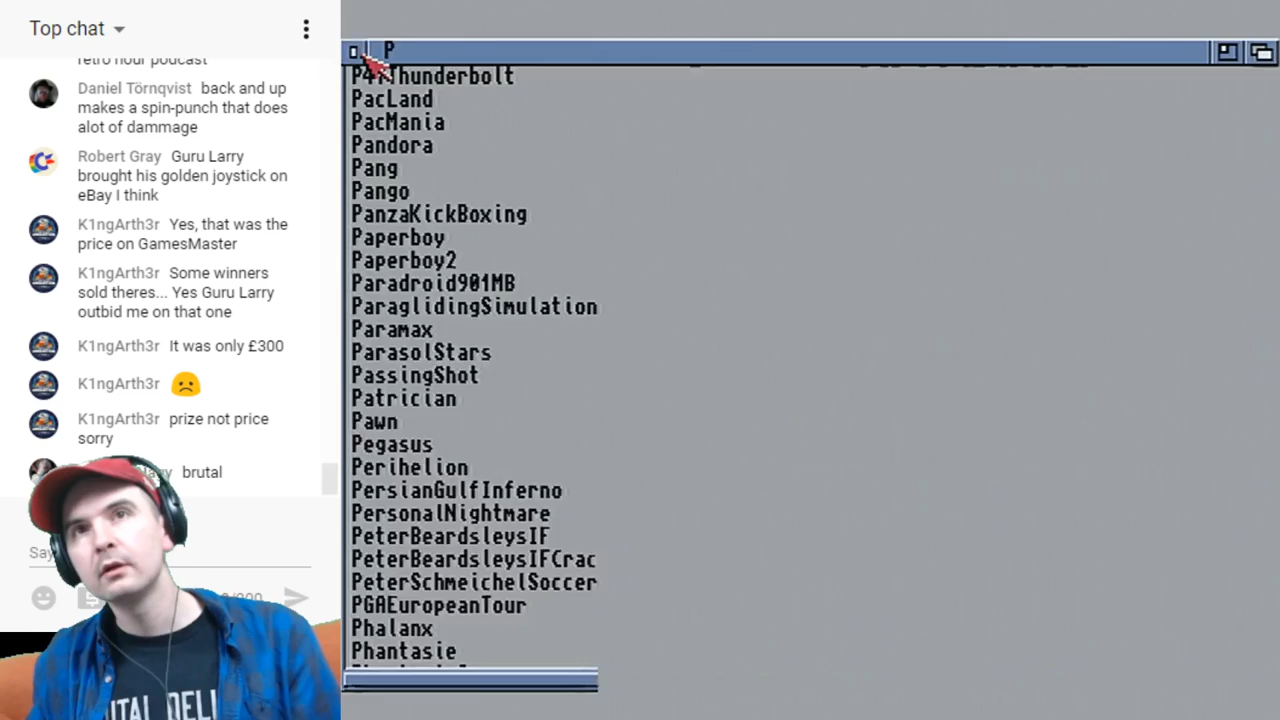 Top chat
retro hour podcast
Daniel Törnqvist back and up
makes a spin-punch that does
alot of dammage
Robert Gray Guru Larry
brought his golden joystick on
eBay I think
K1ngArth3r Yes, that was the
price on GamesMaster
K1ngArth3r Some winners
sold theres... Yes Guru Larry
outbid me on that one
K1ngArth3r It was only £300
K1ngArth3r
K1ngArth3r prize not price
sorry
brutal
P
PacLand
PacMania
Pandora
Pang
Pango
PanzaKickBoxing
Paperboy
Paperboy2
Paradroid901MB
ParaglidingSimulation
Paramax
ParasolStars
PassingShot
Patrician
Pawn
Pegasus
Perihelion
PersianGulfInferno
PersonalNightmare
PeterBeardsleysIF
PeterBeardsleysIFCrac
PeterSchmeichelSoccer
PGAEuropeanTour
Phalanx
Phantasie